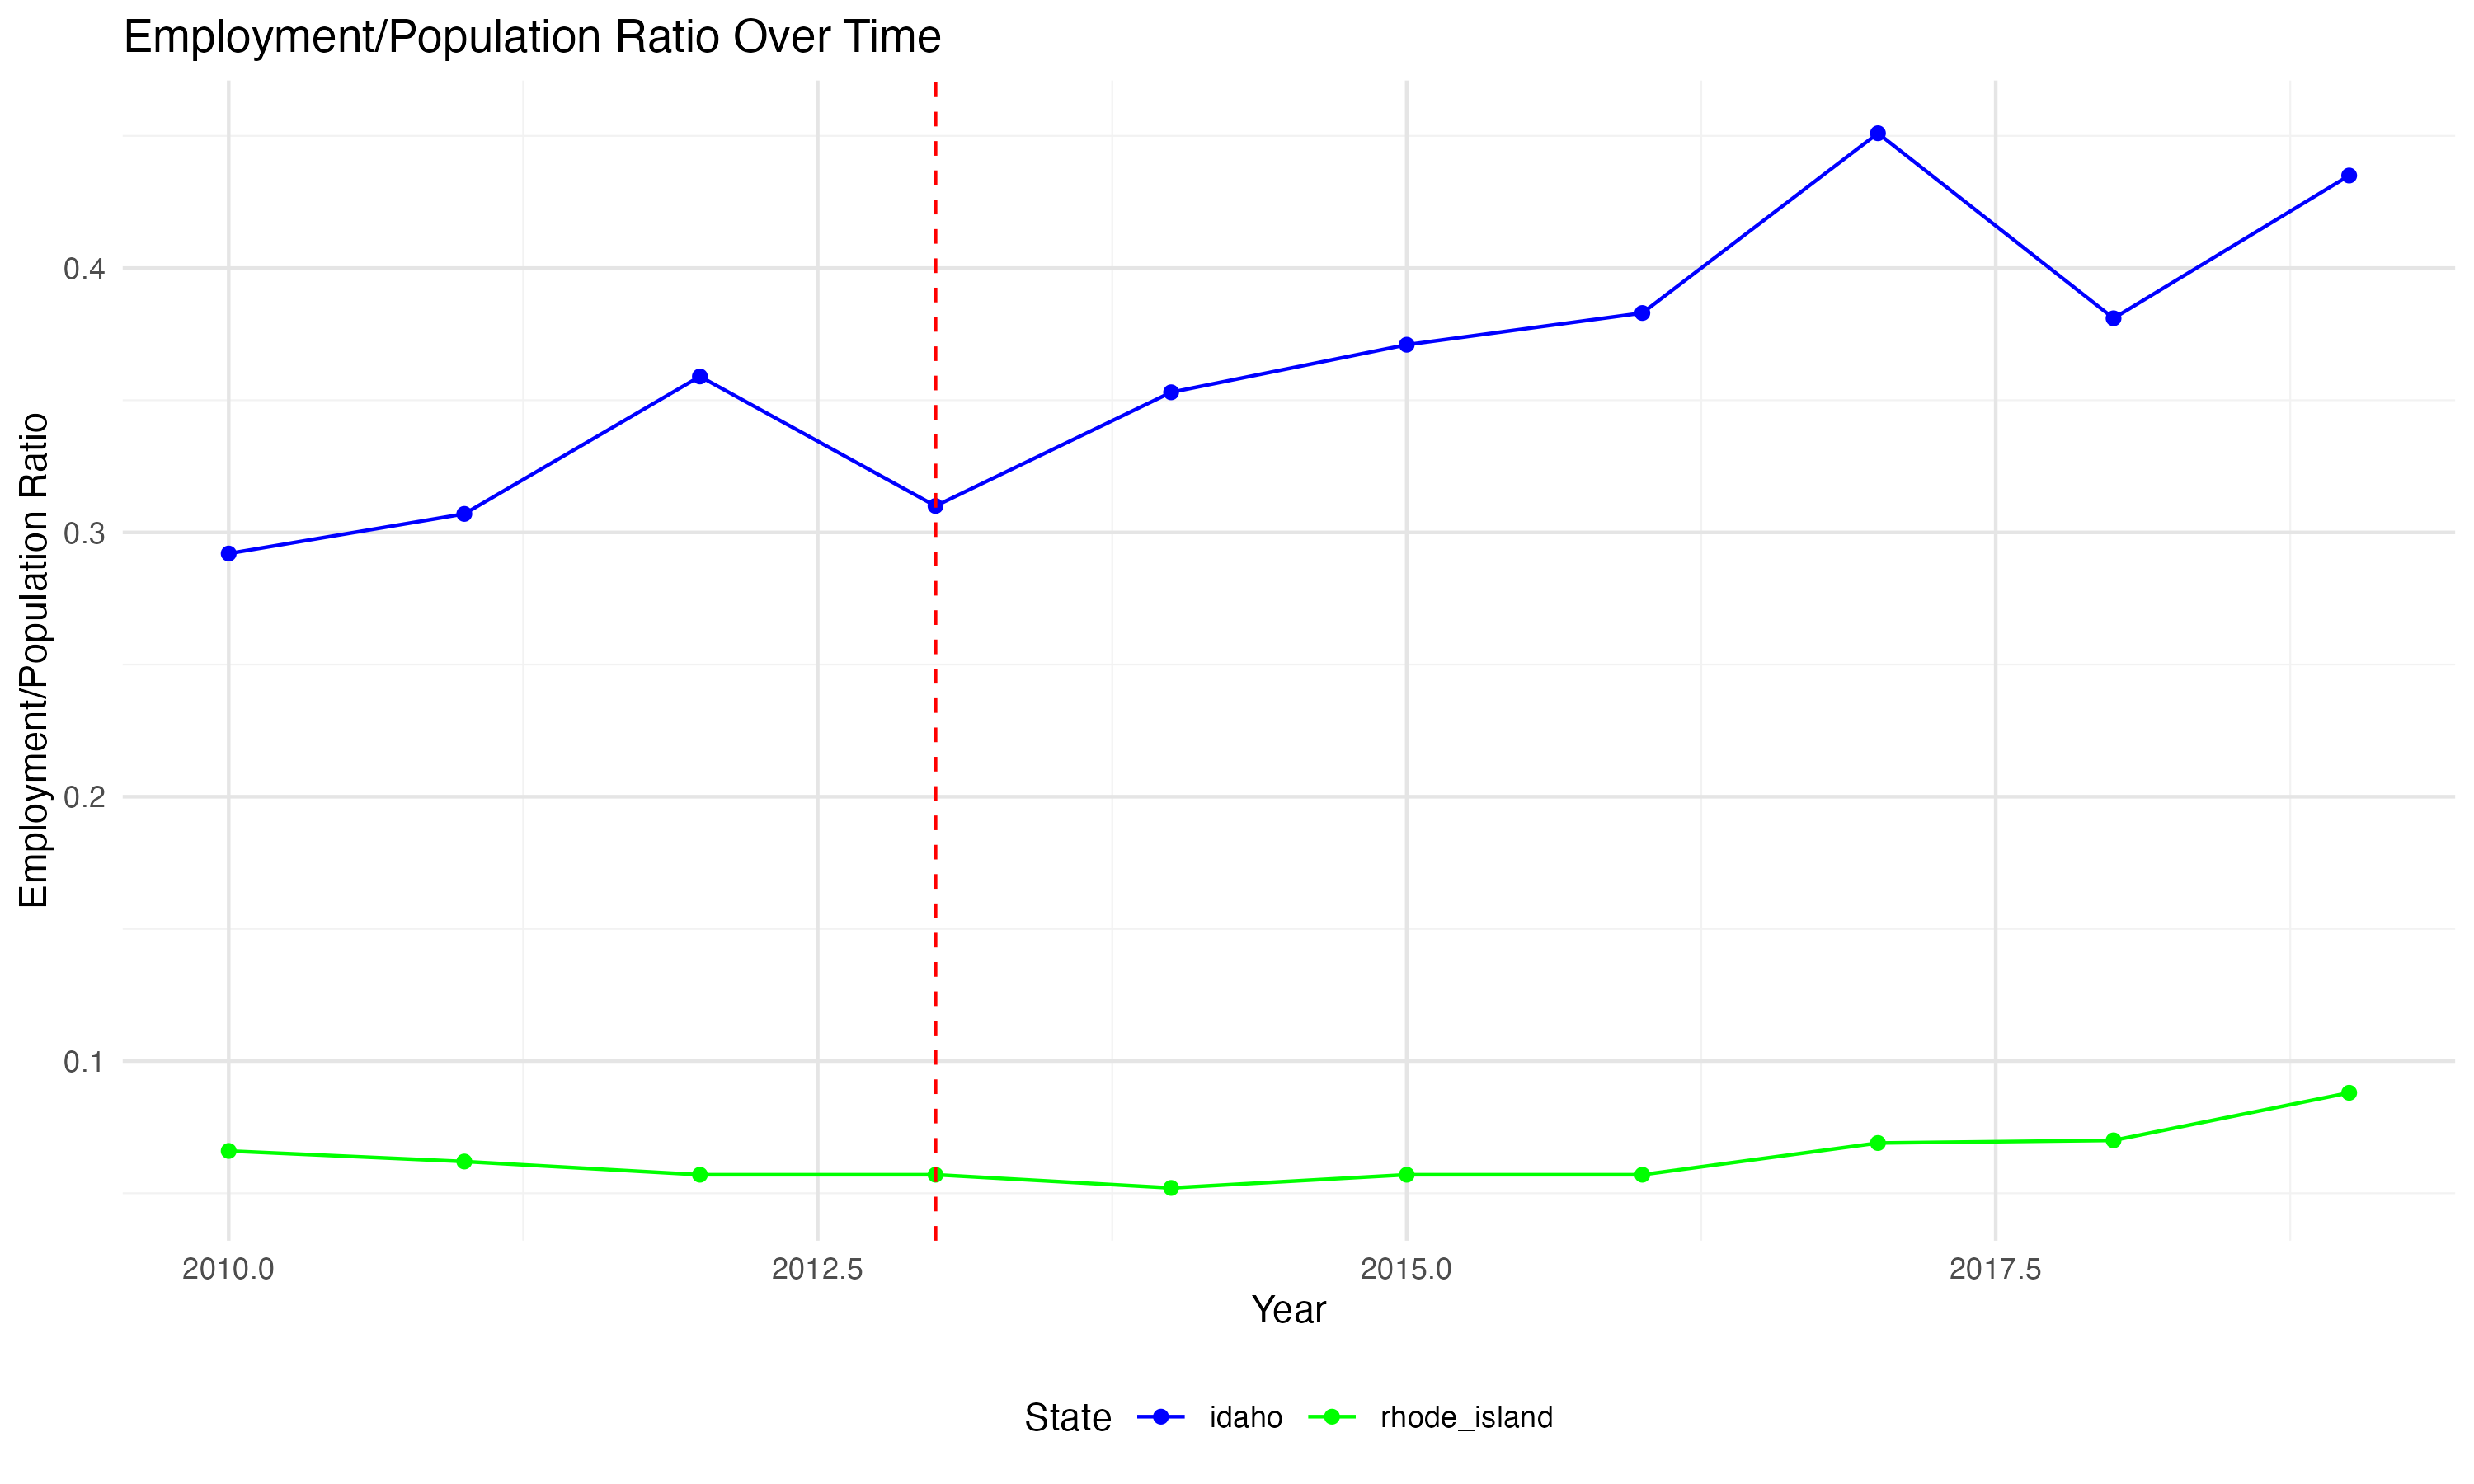 Employment/Population Ratio Over Time
Employment/Population Ratio
0.4
0.3
0.2
0.1
2010.0 2012.5 2015.0 2017.5
Year
State idaho rhode_island